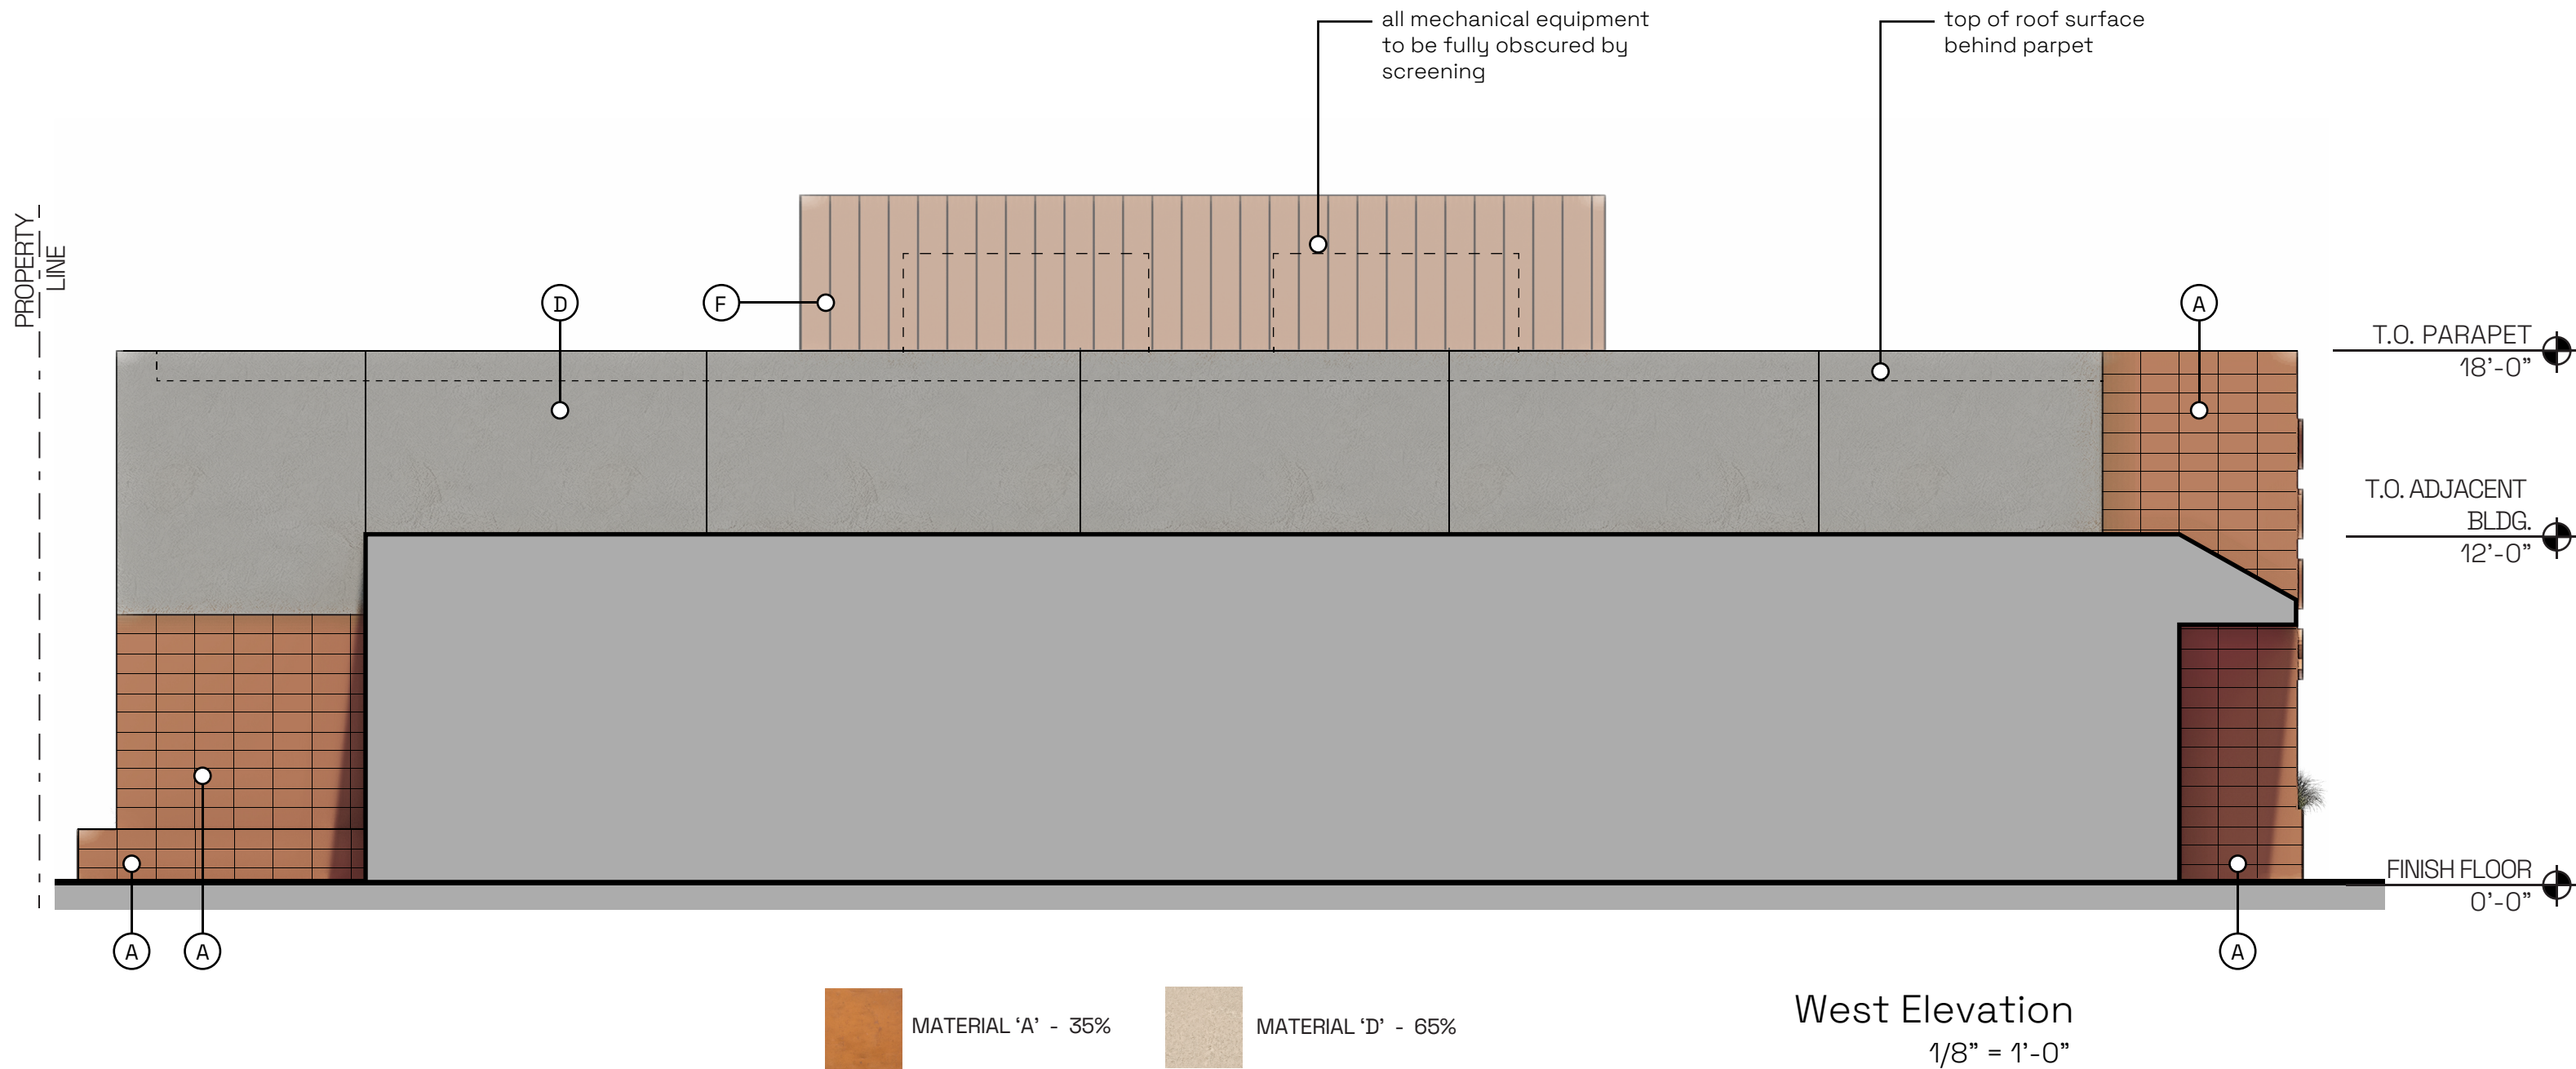 all mechanical equipment
to be fully obscured by
screening
top of roof surface
behind parpet
PROPERTY
LINE
D
F
A
T.O. PARAPET
18'-0"
T.O. ADJACENT
BLDG.
12'-0"
FINISH FLOOR
0'-0"
A
A
A
MATERIAL ‘A’ - 35%
MATERIAL ‘D’ - 65%
West Elevation
1/8” = 1’-0”